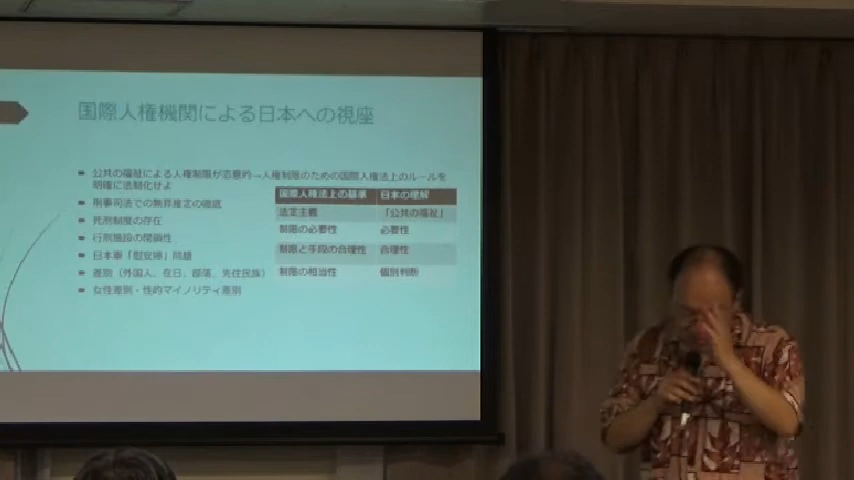 国際人権機関による日本への視座
公共の福祉による人権制限が恣意的→人権制限のための国際人権法上のルールを
明確に法制化せよ
刑事司法での無罪推定の徹底
死刑制度の存在
行刑施設の閉鎖性
日本軍「慰安婦」問題
差別（外国人、在日、部落、先住民族）
女性差別・性的マイノリティ差別
国際人権法上の基準 日本の理解
法定主義 「公共の福祉」
制限の必要性 必要性
制限と手段の合理性 合理性
制限の相当性 個別判断